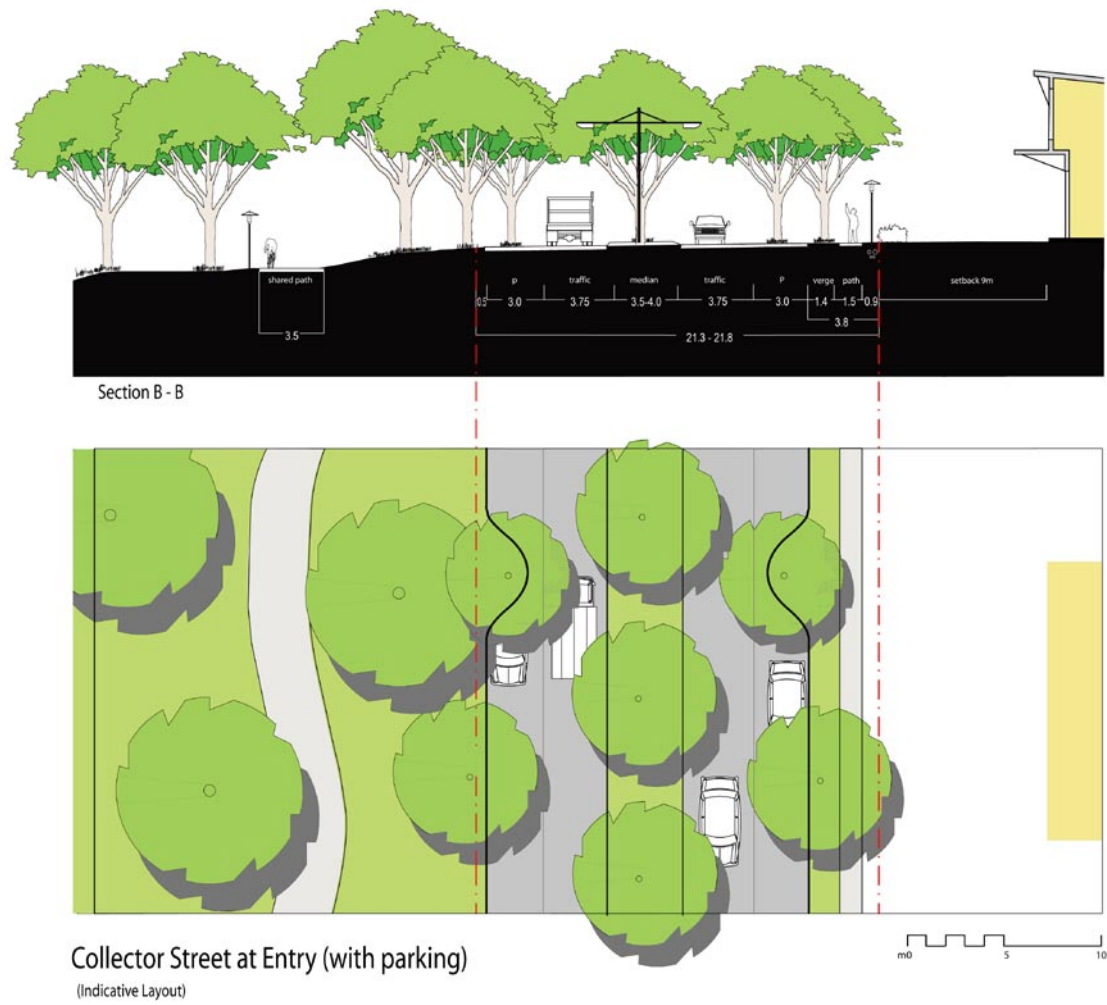 shared path
3.5
p traffic median traffic P verge path setback 9m
0.5 3.0 3.75 3.5-4.0 3.75 3.0 1.4 1.5 0.9
3.8
21.3 - 21.8
Section B - B
Collector Street at Entry (with parking)
(Indicative Layout)
m0 5 10